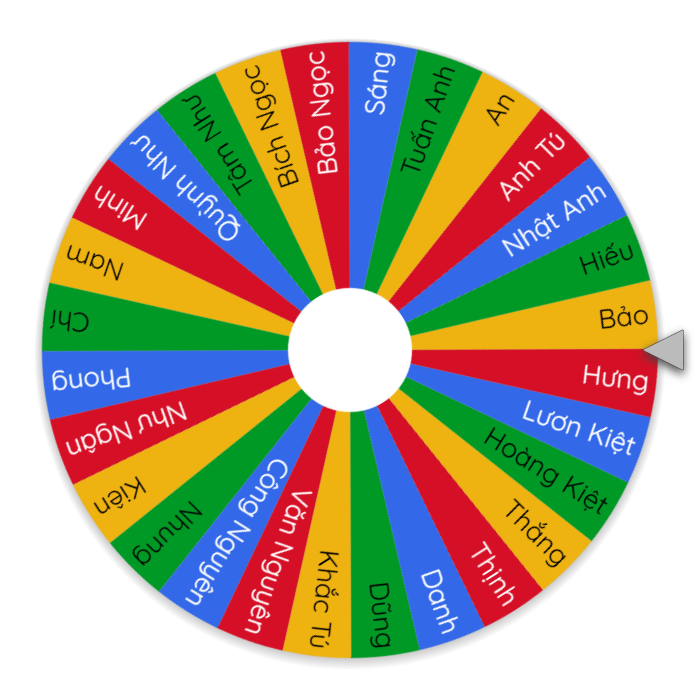 Sáng
Tuấn Anh
An
Anh Tú
Nhật Anh
Hiếu
Bảo
Hưng
Lườn Kiệt
Hoàng Kiệt
Thắng
Thịnh
Danh
Dũng
Khắc Tú
Văn Nguyên
Công Nguyên
Nhung
Kiên
Như Ngân
Phong
Chi
Nam
Minh
Quỳnh Như
Tâm Như
Bích Ngọc
Bảo Ngọc